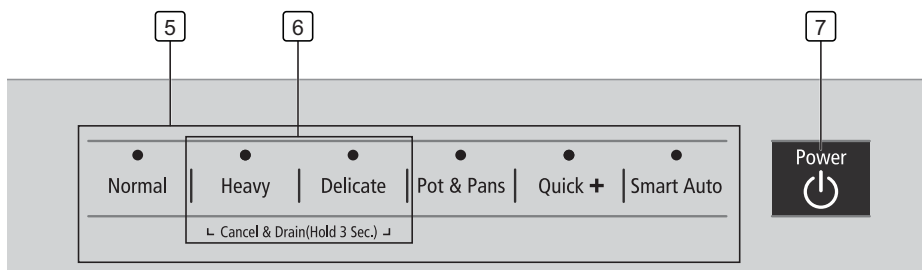 5 6 7
Power
Normal Heavy Delicate Pot & Pans Quick + Smart Auto
Cancel & Drain(Hold 3 Sec.)